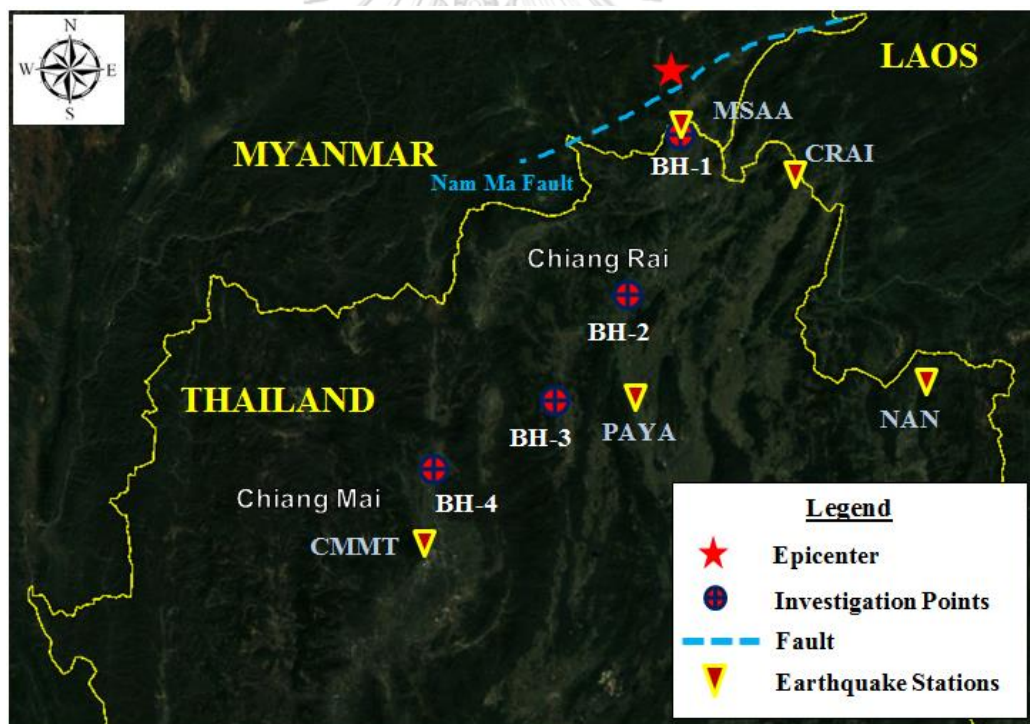 N
W
E
S
LAOS
MSAA
MYANMAR
CRAI
BH-1
Nam Ma Fault
Chiang Rai
BH-2
THAILAND
NAN
PAYA
BH-3
Chiang Mai
BH-4
CMMT
Legend
Epicenter
Investigation Points
Fault
Earthquake Stations